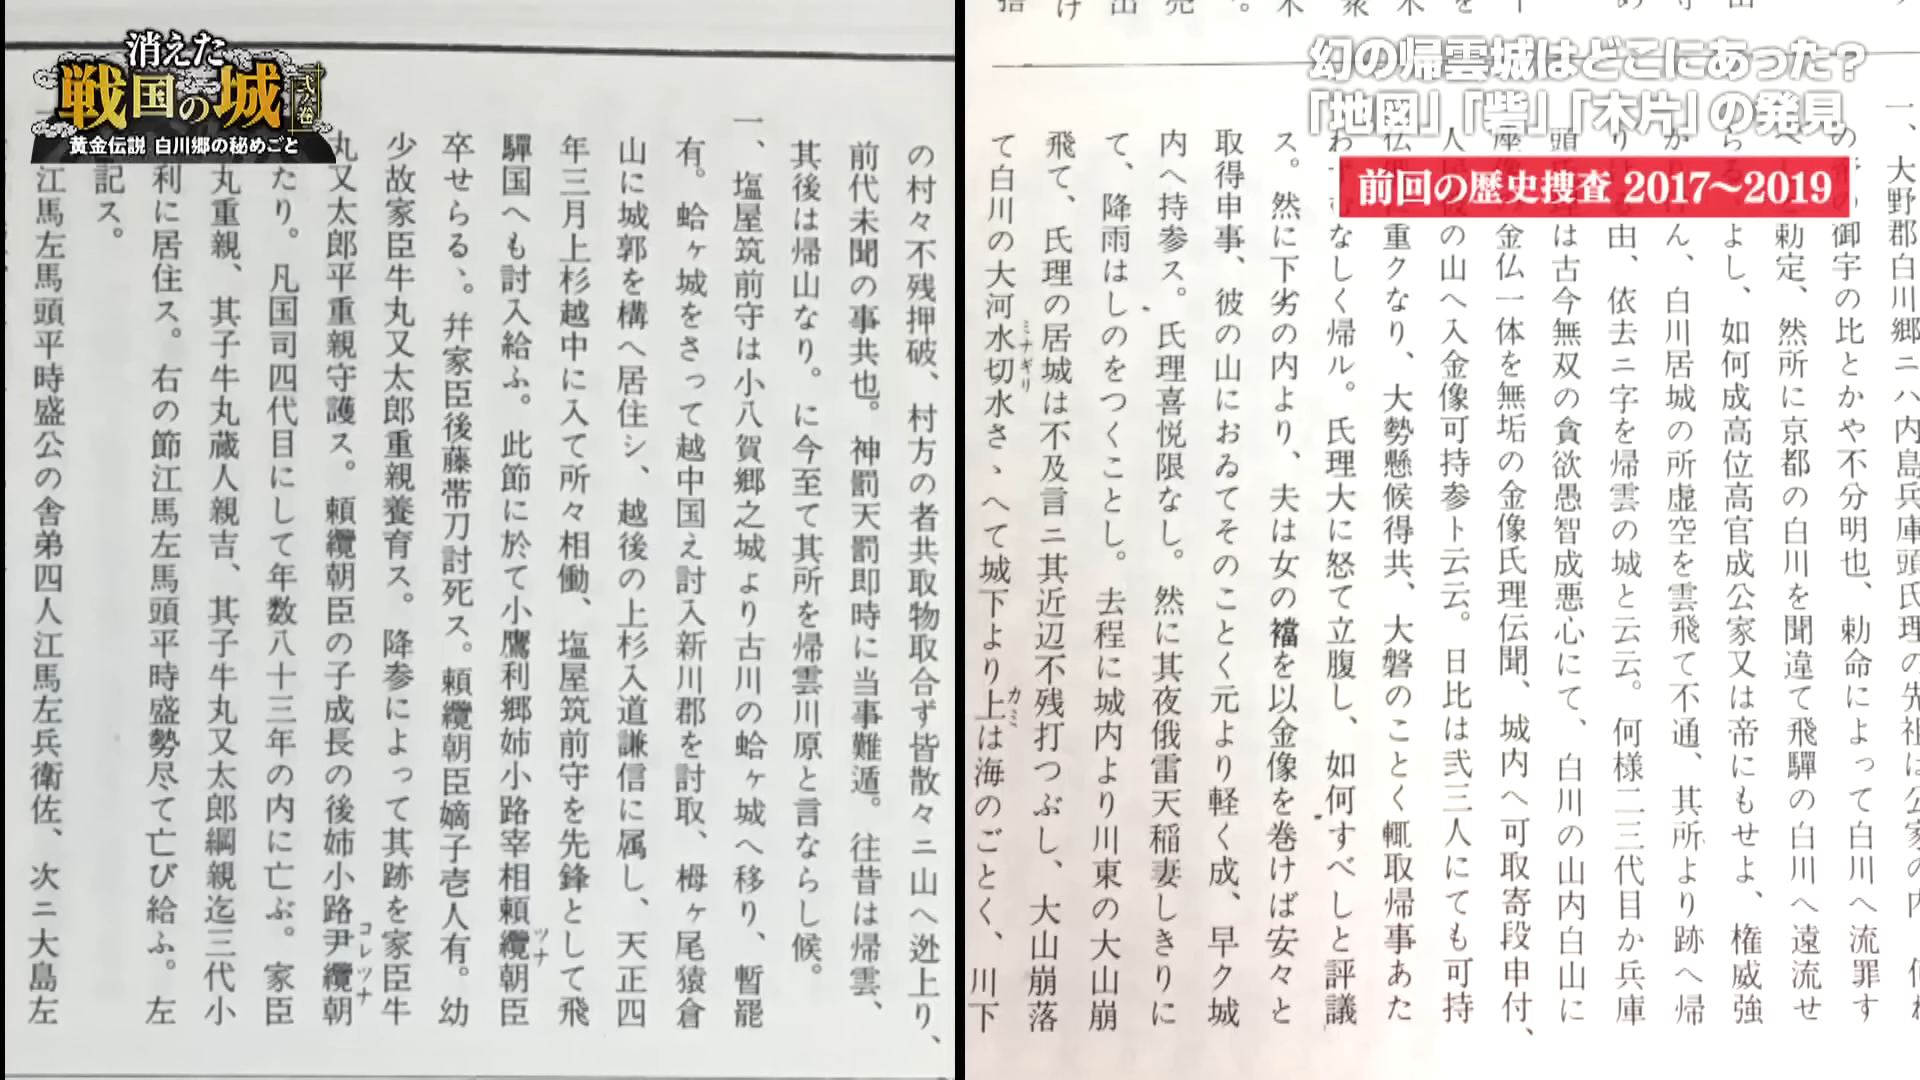 消えた
戦国の城
黄金伝説 白川郷の秘めごと
幻の帰雲城はどこにあった？
「地図」「砦」「木片」の発見
前回の歴史捜査 2017〜2019
一、大野郡白川郷ニハ内島兵庫頭氏理の先祖は公家の内
御宇の比とかや不分明也、勅命によって白川へ流罪す
勅定、然所に京都の白川を聞違て飛驒の白川へ遠流せ
よし、如何成高位高官成公家又は帝にもせよ、権威強
ん、白川居城の所虚空を雲飛て不通、其所より跡へ帰
由、依去ニ字を帰雲の城と云云。何様二三代目か兵庫
は古今無双の貪欲愚智成悪心にて、白川の山内白山に
金仏一体を無垢の金像氏理伝聞、城内へ可取寄段申付、
の山へ入金像可持参ト云云。日比は弐三人にても可持
重クなり、大勢懸候得共、大磐のことく輒取帰事あた
なしく帰ル。氏理大に怒て立腹し、如何すべしと評議
ス。然に下劣の内より、夫は女の襠を以金像を巻けば安々と
取得申事、彼の山におゐてそのことく元より軽く成、早ク城
内へ持参ス。氏理喜悦限なし。然に其夜俄雷天稲妻しきりに
て、降雨はしのをつくことし。去程に城内より川東の大山崩
飛て、氏理の居城は不及言ニ其近辺不残打つぶし、大山崩落
て白川の大河水切水さゝへて城下より上は海のごとく、川下
ミナギリ
カミ
の村々不残押破、村方の者共取物取合ず皆散々ニ山へ迯上り、
前代未聞の事共也。神罰天罰即時に当事難遁。往昔は帰雲、
其後は帰山なり。に今至て其所を帰雲川原と言ならし候。
一、塩屋筑前守は小八賀郷之城より古川の蛤ヶ城へ移り、暫罷
有。蛤ヶ城をさって越中国え討入新川郡を討取、栂ヶ尾猿倉
山に城郭を構へ居住シ、越後の上杉入道謙信に属し、天正四
年三月上杉越中に入て所々相働、塩屋筑前守を先鋒として飛
驒国へも討入給ふ。此節に於て小鷹利郷姉小路宰相頼纜朝臣
ツナ
卒せらる、。并家臣後藤帯刀討死ス。頼纜朝臣嫡子壱人有。幼
少故家臣牛丸又太郎重親養育ス。降参によって其跡を家臣牛
丸又太郎平重親守護ス。頼纜朝臣の子成長の後姉小路尹纜朝
コレツナ
たり。凡国司四代目にして年数八十三年の内に亡ぶ。家臣
丸重親、其子牛丸蔵人親吉、其子牛丸又太郎綱親迄三代小
利に居住ス。右の節江馬左馬頭平時盛勢尽て亡び給ふ。左
記ス。
江馬左馬頭平時盛公の舎弟四人江馬左兵衛佐、次ニ大島左